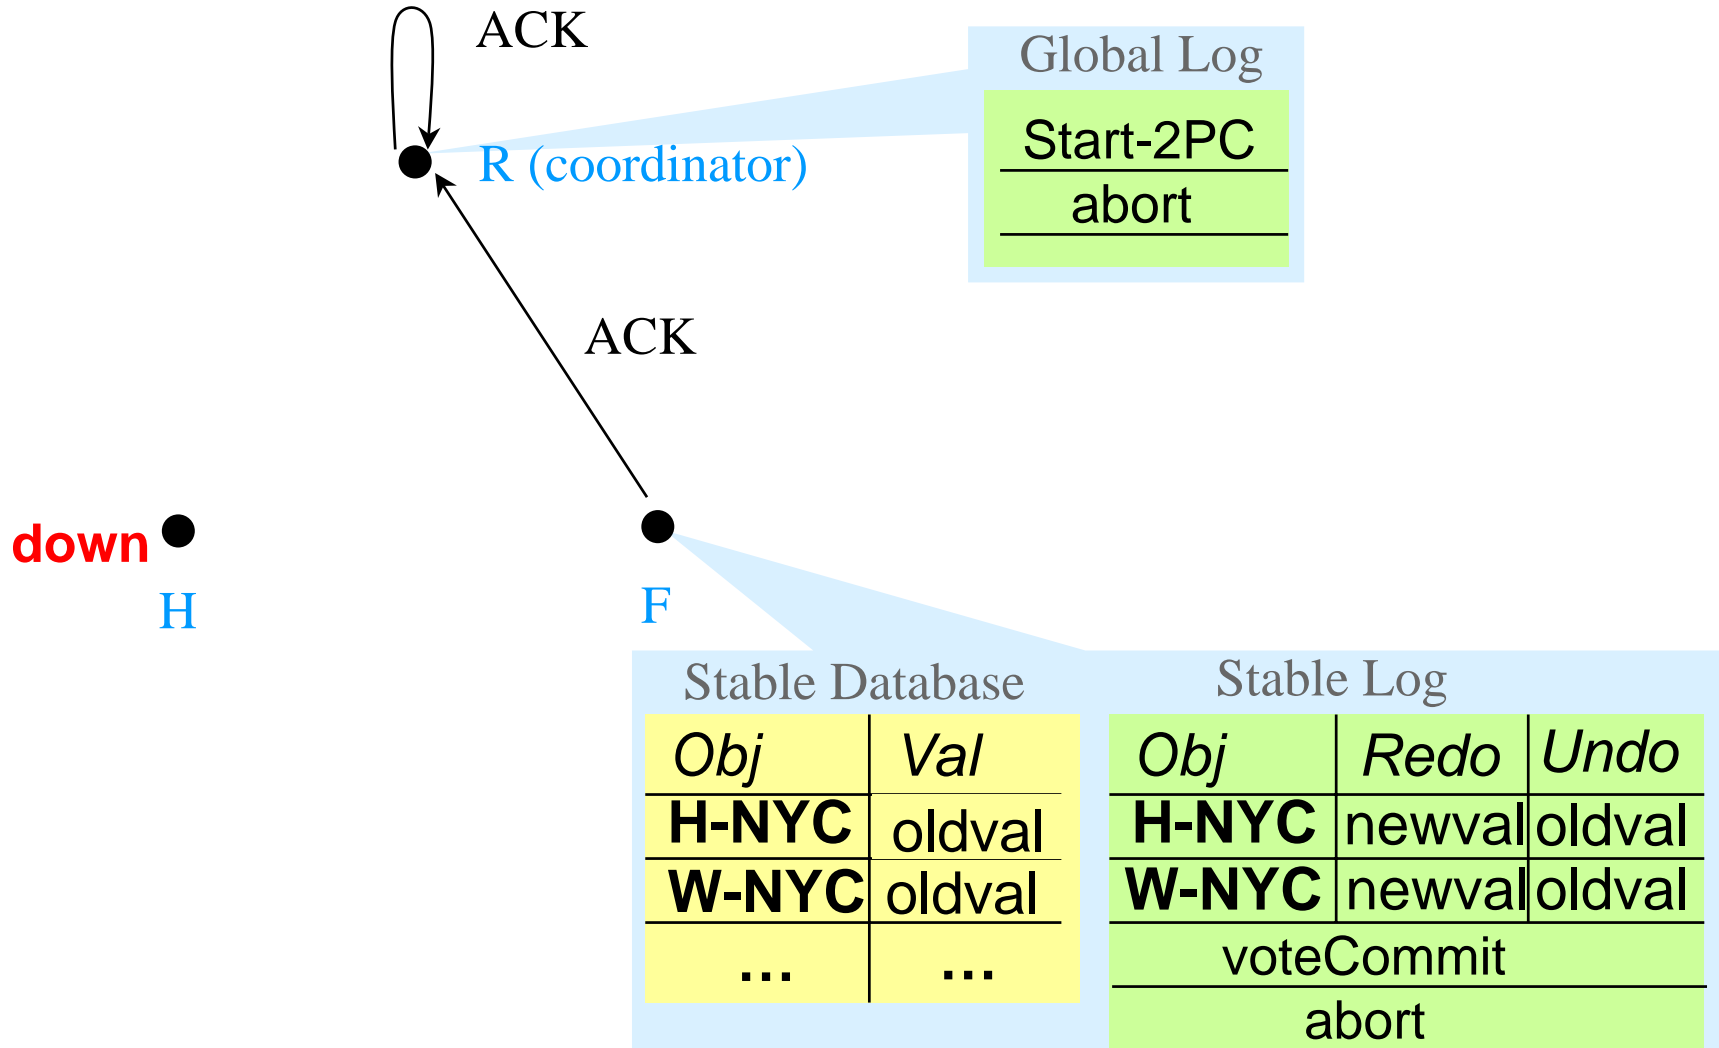 ACK
Global Log
Start-2PC
R (coordinator)
abort
ACK
down
H
F
Stable Database
Stable Log
Obj Val
Obj Redo Undo
H-NYC oldval
H-NYC newval oldval
W-NYC oldval
W-NYC newval oldval
... ...
voteCommit
abort